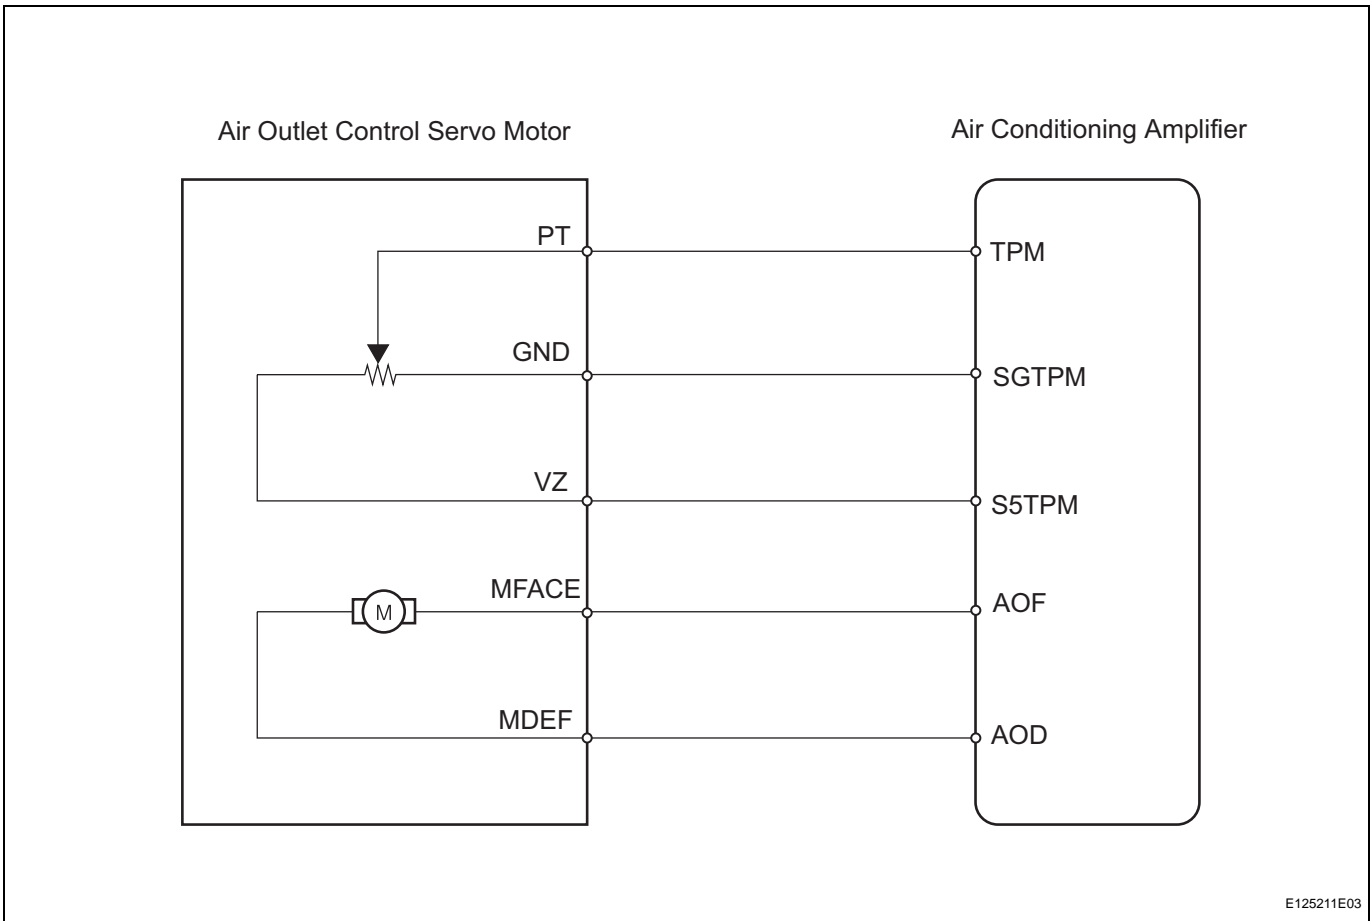 Air Outlet Control Servo Motor
Air Conditioning Amplifier
PT
TPM
GND
SGTPM
VZ
S5TPM
MFACE
AOF
M
MDEF
AOD
E125211E03